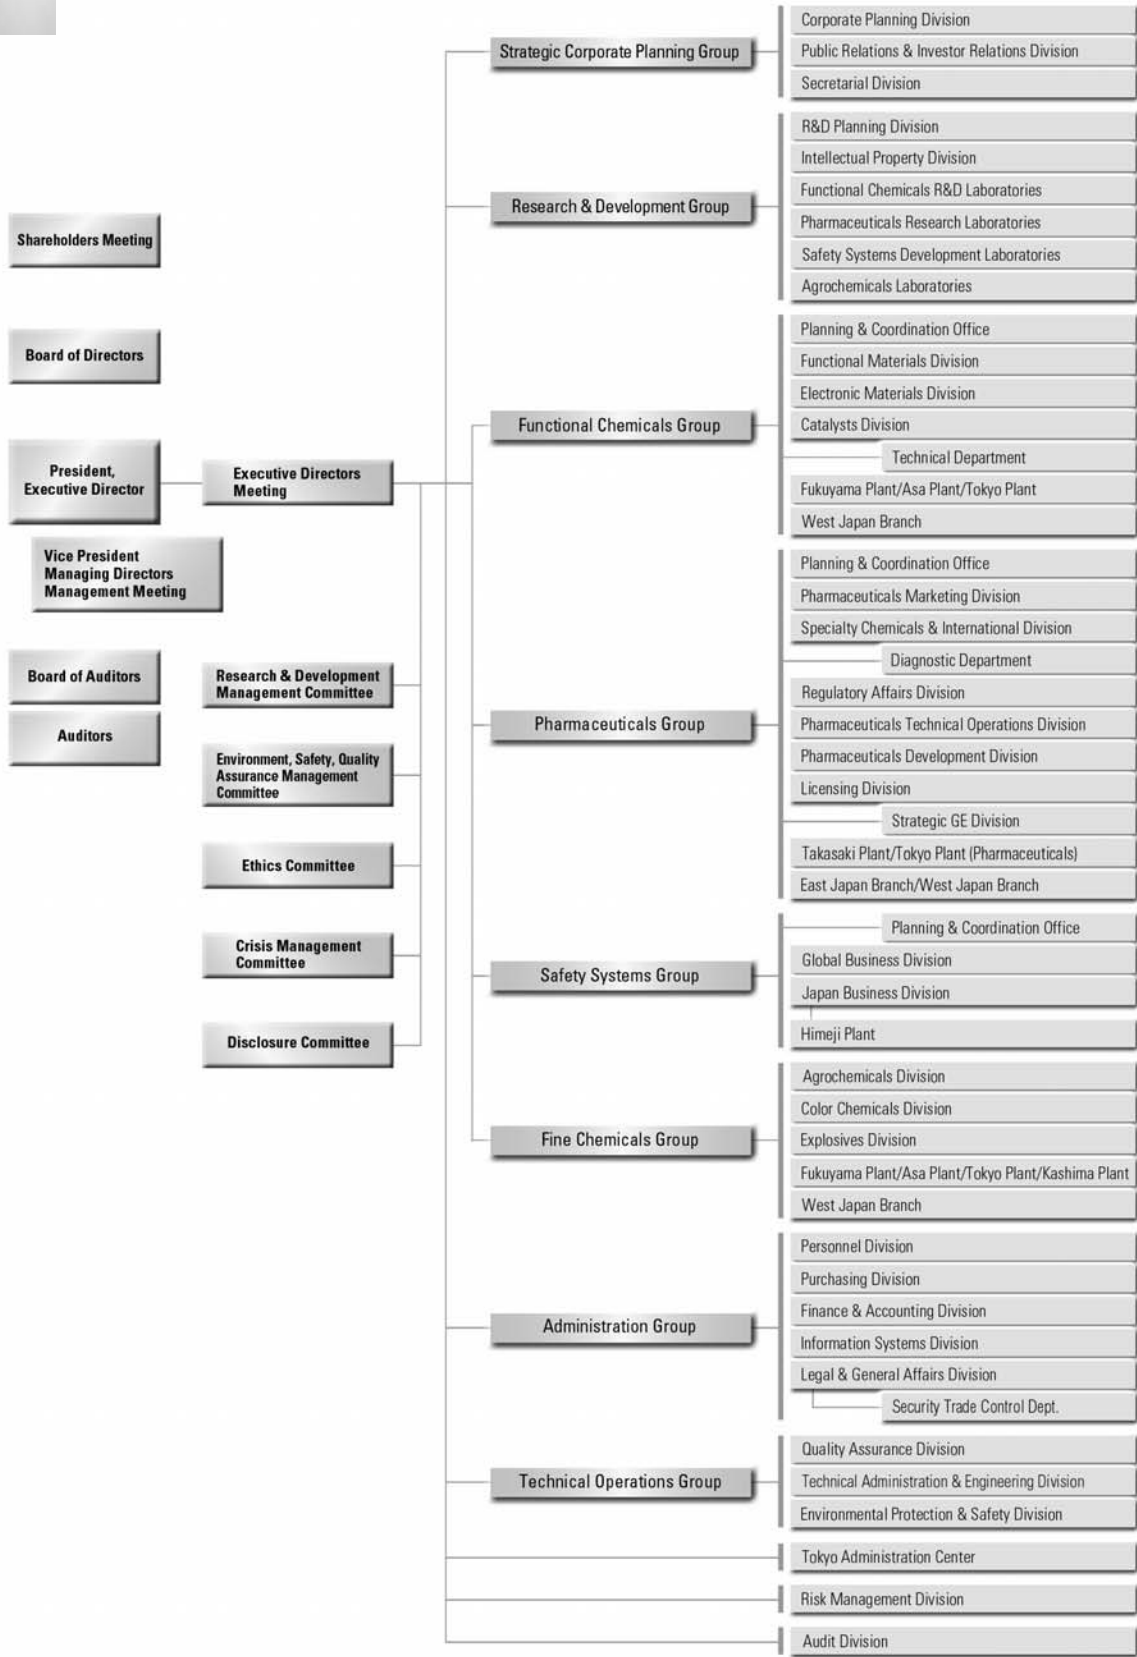 Shareholders Meeting
Board of Directors
President,
Executive Director
Executive Directors
Meeting
Vice President
Managing Directors
Management Meeting
Board of Auditors
Auditors
Research & Development
Management Committee
Environment, Safety, Quality
Assurance Management
Committee
Ethics Committee
Crisis Management
Committee
Disclosure Committee
Strategic Corporate Planning Group
Corporate Planning Division
Public Relations & Investor Relations Division
Secretarial Division
Research & Development Group
R&D Planning Division
Intellectual Property Division
Functional Chemicals R&D Laboratories
Pharmaceuticals Research Laboratories
Safety Systems Development Laboratories
Agrochemicals Laboratories
Functional Chemicals Group
Planning & Coordination Office
Functional Materials Division
Electronic Materials Division
Catalysts Division
Technical Department
Fukuyama Plant/Asa Plant/Tokyo Plant
West Japan Branch
Pharmaceuticals Group
Planning & Coordination Office
Pharmaceuticals Marketing Division
Specialty Chemicals & International Division
Diagnostic Department
Regulatory Affairs Division
Pharmaceuticals Technical Operations Division
Pharmaceuticals Development Division
Licensing Division
Strategic GE Division
Takasaki Plant/Tokyo Plant (Pharmaceuticals)
East Japan Branch/West Japan Branch
Safety Systems Group
Planning & Coordination Office
Global Business Division
Japan Business Division
Himeji Plant
Fine Chemicals Group
Agrochemicals Division
Color Chemicals Division
Explosives Division
Fukuyama Plant/Asa Plant/Tokyo Plant/Kashima Plant
West Japan Branch
Administration Group
Personnel Division
Purchasing Division
Finance & Accounting Division
Information Systems Division
Legal & General Affairs Division
Security Trade Control Dept.
Technical Operations Group
Quality Assurance Division
Technical Administration & Engineering Division
Environmental Protection & Safety Division
Tokyo Administration Center
Risk Management Division
Audit Division